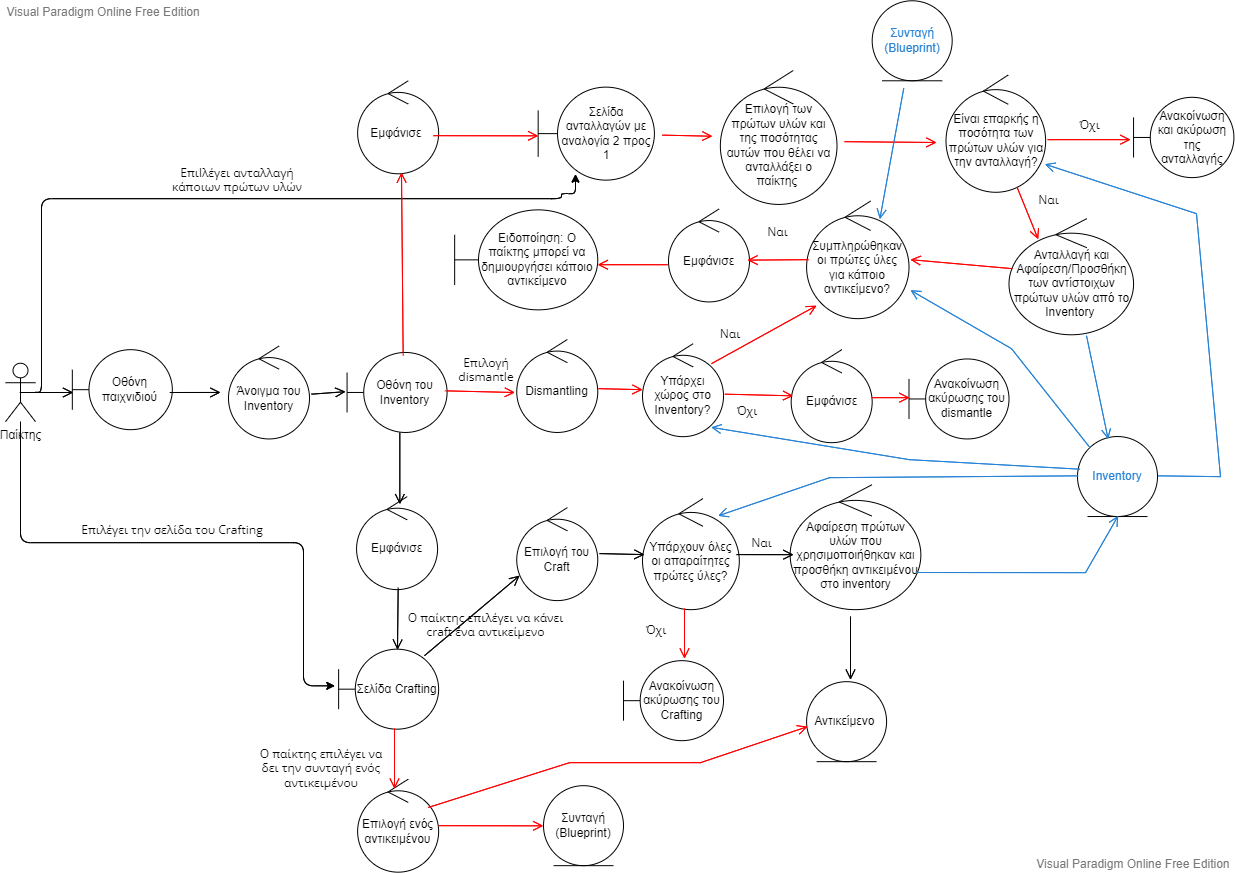 Visual Paradigm Online Free Edition
Συνταγή
(Blueprint)
Εμφάνισε
Σελίδα
ανταλλαγών με
αναλογία 2 προς
1
Επιλογή των
πρώτων υλών και
της ποσότητας
αυτών που θέλει να
ανταλλάξει ο
παίκτης
Είναι επαρκής η
ποσότητα των
πρώτων υλών για
την ανταλλαγή?
Όχι
Ανακοίνωση
και ακύρωση
της
ανταλλαγής
Επιλλέγει ανταλλαγή
κάποιων πρώτων υλών
Ναι
Ειδοποίηση: Ο
παίκτης μπορεί να
δημιουργήσει κάποιο
αντικείμενο
Εμφάνισε
Ναι
Συμπληρώθηκαν
οι πρώτες ύλες
για κάποιο
αντικείμενο?
Ανταλλαγή και
Αφαίρεση/Προσθήκη
των αντίστοιχων
πρώτων υλών από το
Inventory
Παίκτης
Οθόνη
παιχνιδιού
Άνοιγμα του
Inventory
Οθόνη του
Inventory
Επιλογή
dismantle
Dismantling
Υπάρχει
χώρος στο
Inventory?
Ναι
Όχι
Εμφάνισε
Ανακοίνωση
ακύρωσης του
dismantle
Inventory
Επιλέγει την σελίδα του Crafting
Εμφάνισε
Επιλογή του
Craft
Υπάρχουν όλες
οι απαραίτητες
πρώτες ύλες?
Ναι
Αφαίρεση πρώτων
υλών που
χρησιμοποιήθηκαν και
προσθήκη αντικειμένου
στο inventory
Ο παίκτης επιλέγει να κάνει
craft ένα αντικείμενο
Όχι
Σελίδα Crafting
Ανακοίνωση
ακύρωσης του
Crafting
Αντικείμενο
Ο παίκτης επιλέγει να
δει την συνταγή ενός
αντικειμένου
Επιλογή ενός
αντικειμένου
Συνταγή
(Blueprint)
Visual Paradigm Online Free Edition